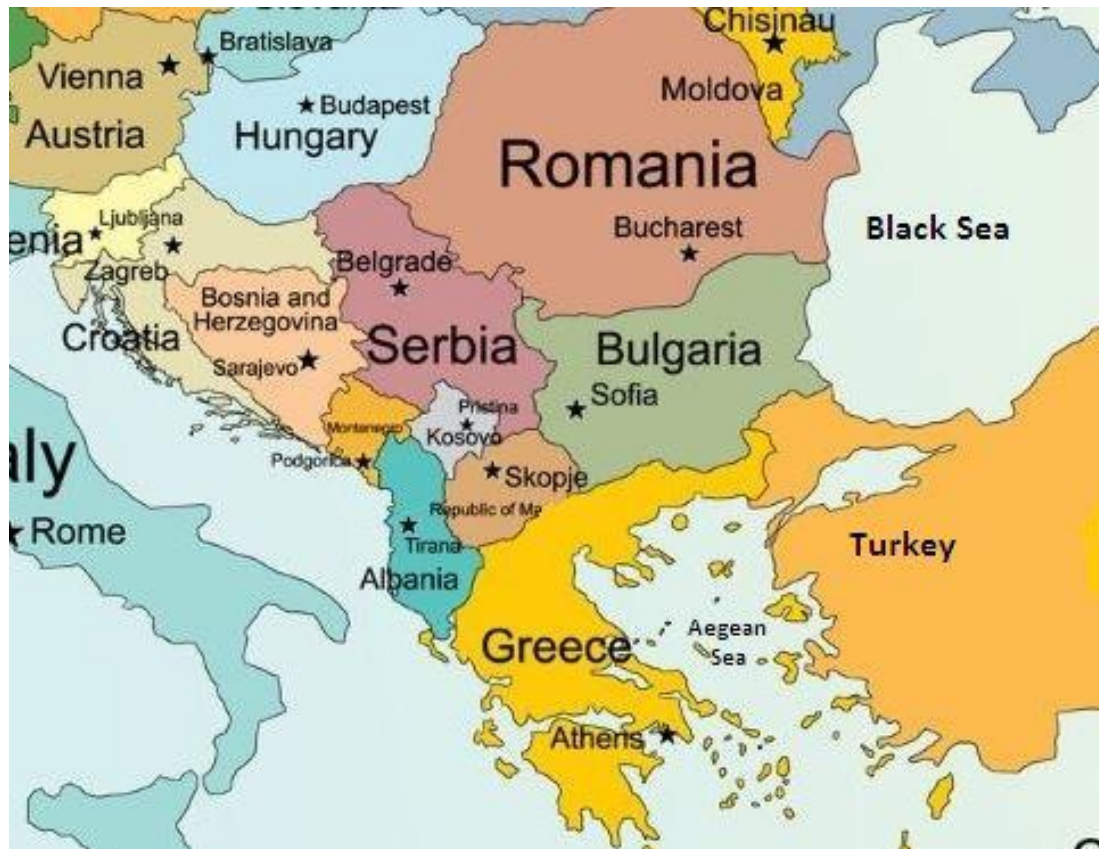 Chisinau
Bratislava
Vienna
Moldova
Budapest
Austria
Hungary
Romania
Ljubljana
Bucharest
Black Sea
enia
Zagreb
Belgrade
Bosnia and
Herzegovina
Croatia
Serbia
Bulgaria
Sarajevo
Sofia
Pristina
Montenegro
Kosovo
aly
Podgorica
Skopje
Republic of Ma
Rome
Tirana
Turkey
Albania
Aegean
Sea
Greece
Athens